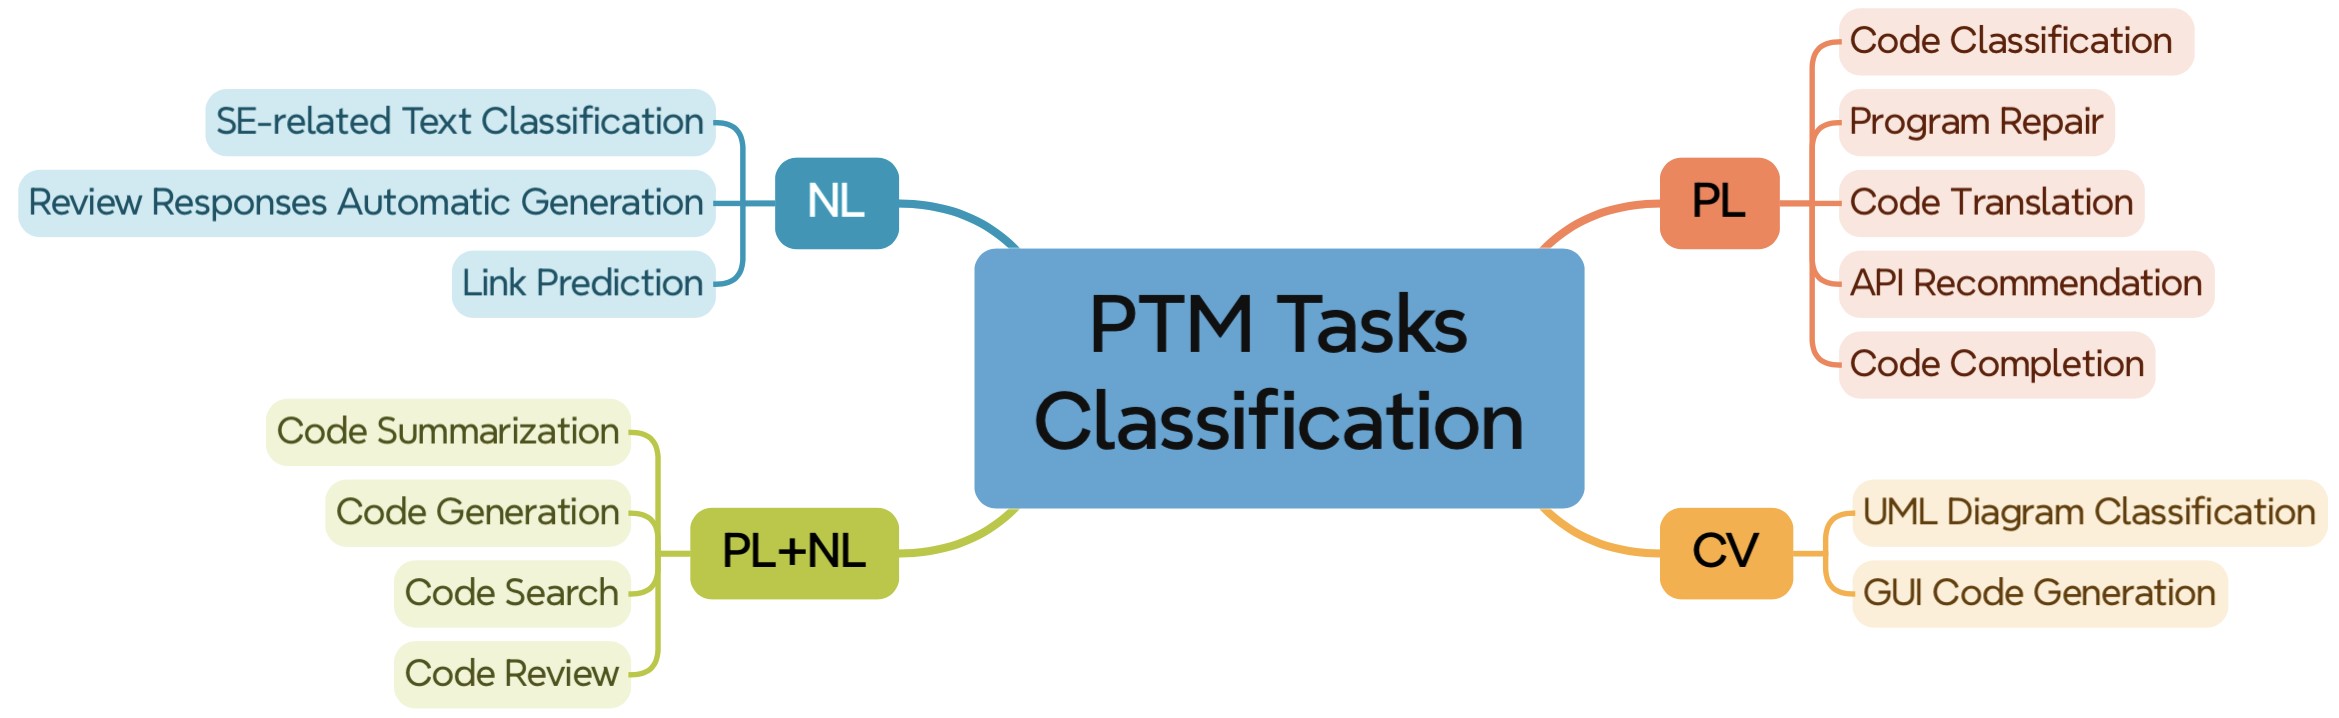 PTM Tasks
Classification
NL
SE-related Text Classification
Review Responses Automatic Generation
Link Prediction
PL+NL
Code Summarization
Code Generation
Code Search
Code Review
PL
Code Classification
Program Repair
Code Translation
API Recommendation
Code Completion
CV
UML Diagram Classification
GUI Code Generation